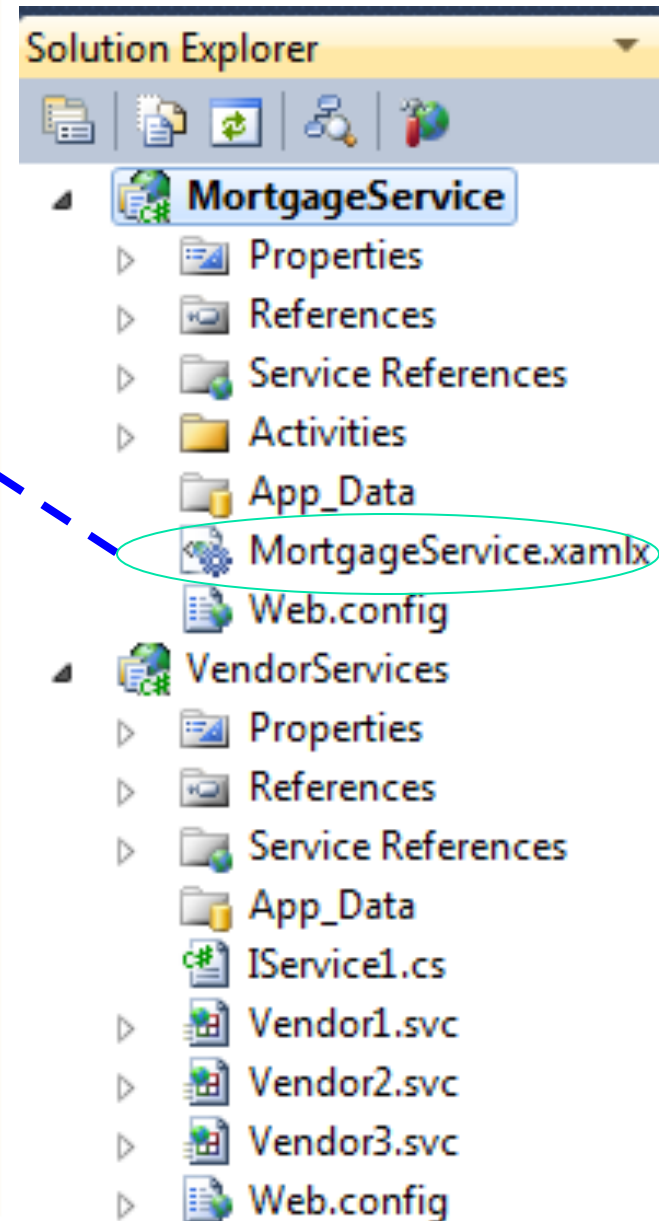 Solution Explorer
MortgageService
Properties
References
Service References
Activities
App_Data
MortgageService.xamlx
Web.config
VendorServices
Properties
References
Service References
App_Data
IService1.cs
Vendor1.svc
Vendor2.svc
Vendor3.svc
Web.config